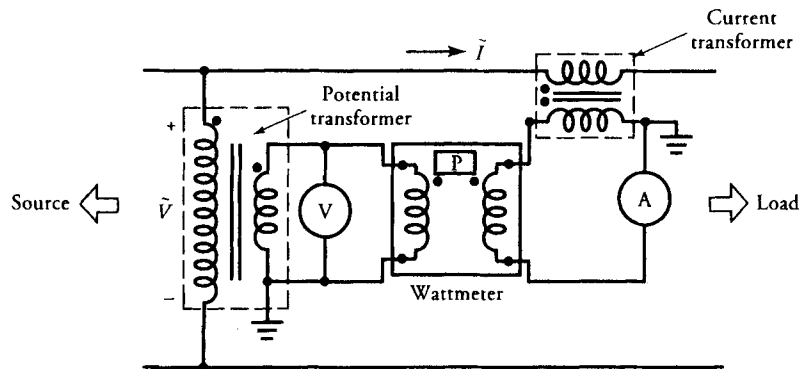 Current
transformer
Ĩ
Potential
transformer
+
P
Source
Ṽ
V
A
Load
−
Wattmeter